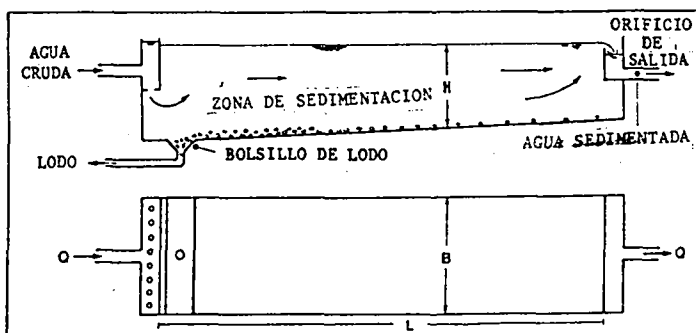 ORIFICIO
DE
SALIDA
AGUA
CRUDA
ZONA DE SEDIMENTACION
H
AGUA SEDIMENTADA
LODO
BOLSILLO DE LODO
Q
B
Q
L